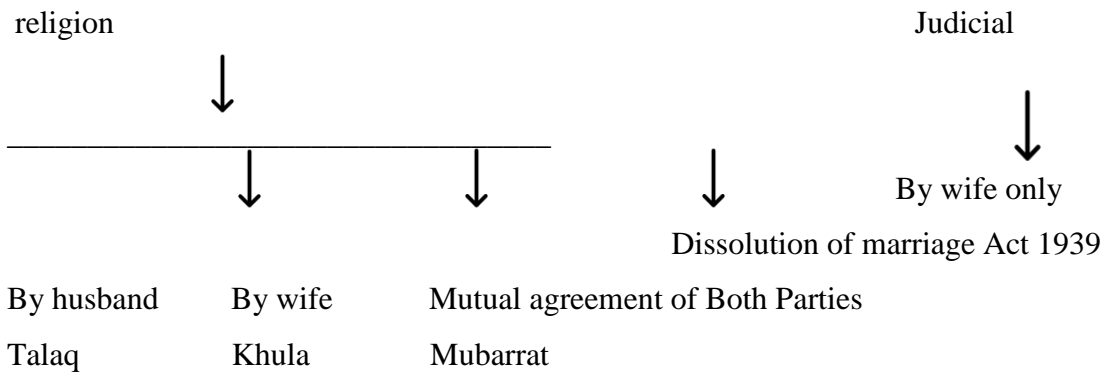 religion Judicial
By wife only
Dissolution of marriage Act 1939
By husband By wife Mutual agreement of Both Parties
Talaq Khula Mubarrat